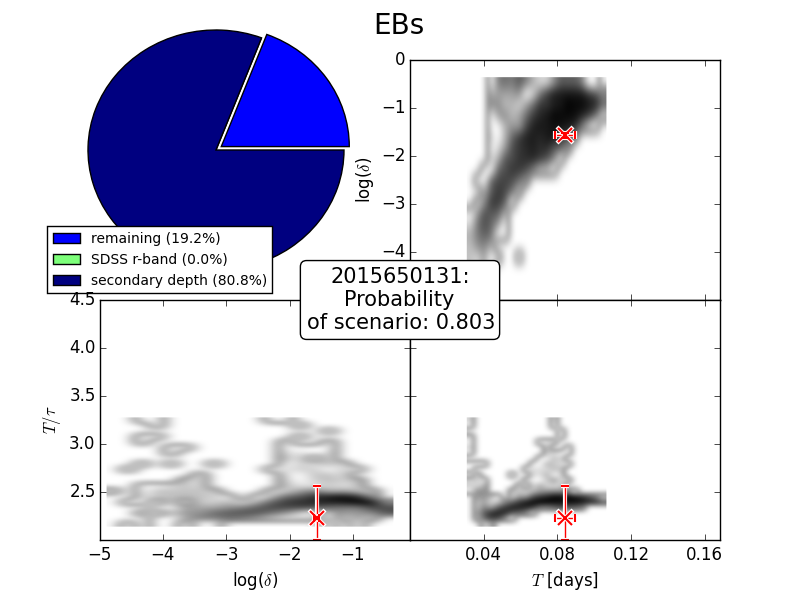 EBs
remaining (19.2%)
SDSS r-band (0.0%)
secondary depth (80.8%)
0
−1
−2
−3
−4
log(δ)
2015650131:
Probability
of scenario: 0.803
4.5
4.0
3.5
3.0
2.5
T/τ
−5
−4
−3
−2
−1
log(δ)
0.04
0.08
0.12
0.16
T [days]